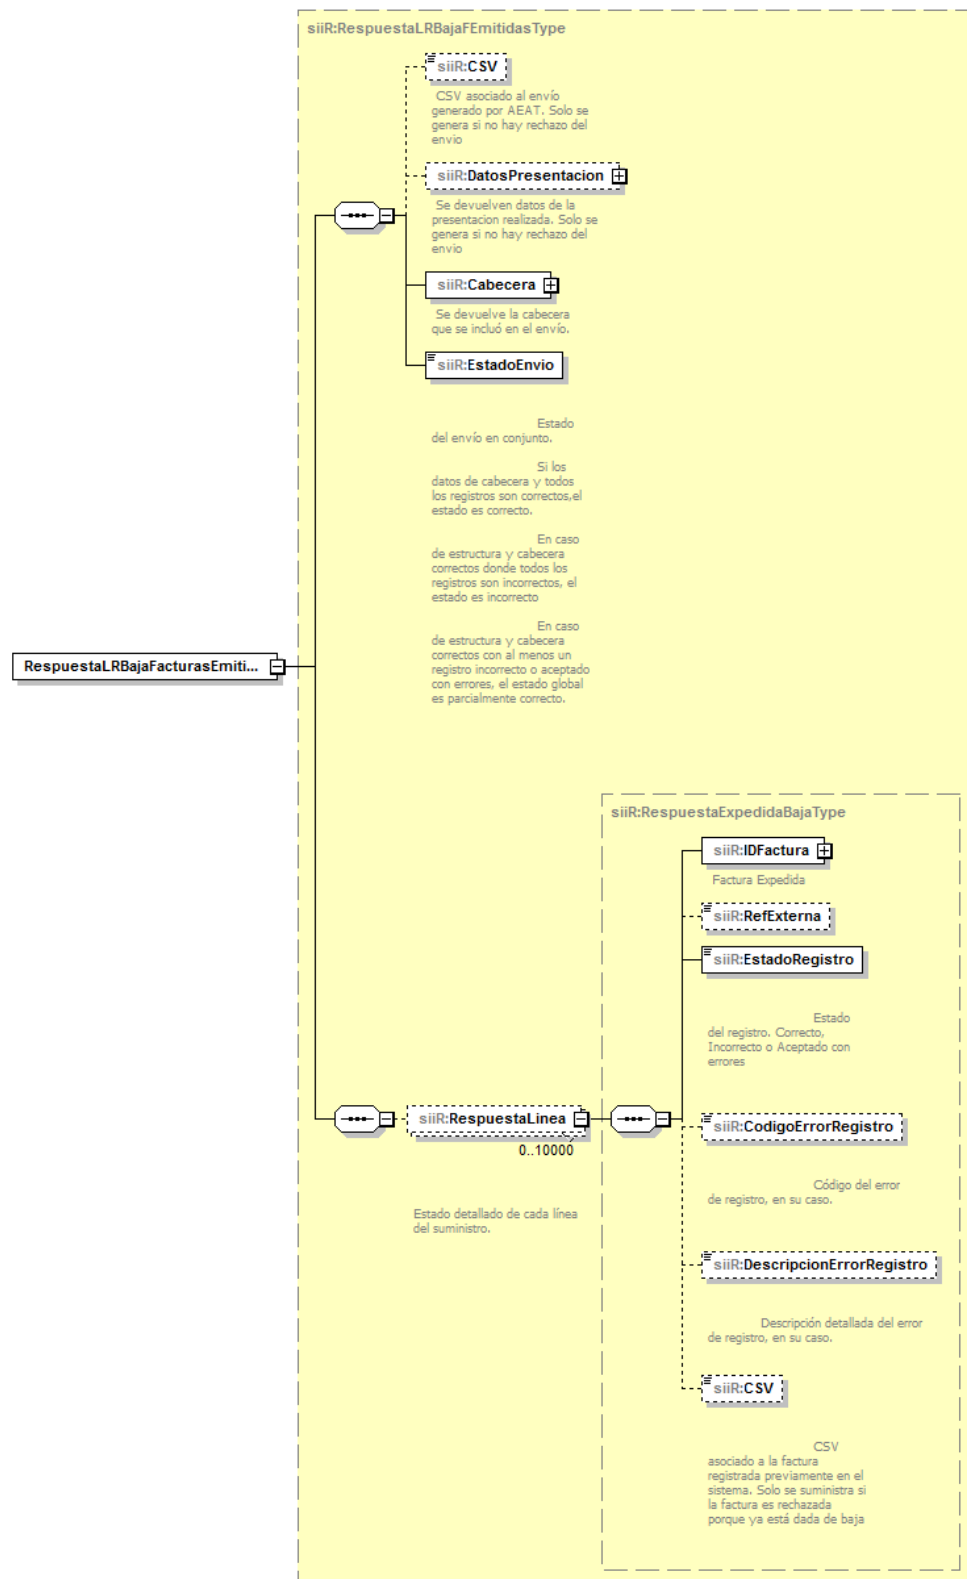 siiR:RespuestaLRBajaFEmitidasType
siiR:CSV
CSV asociado al envío
generado por AEAT. Solo se
genera si no hay rechazo del
envio
siiR:DatosPresentacion
Se devuelven datos de la
presentacion realizada. Solo se
genera si no hay rechazo del
envio
siiR:Cabecera
Se devuelve la cabecera
que se incluó en el envío.
siiR:EstadoEnvio
Estado
del envío en conjunto.
Si los
datos de cabecera y todos
los registros son correctos,el
estado es correcto.
En caso
de estructura y cabecera
correctos donde todos los
registros son incorrectos, el
estado es incorrecto
En caso
de estructura y cabecera
correctos con al menos un
registro incorrecto o aceptado
con errores, el estado global
es parcialmente correcto.
RespuestaLRBajaFacturasEmiti...
siiR:RespuestaExpedidaBajaType
siiR:IDFactura
Factura Expedida
siiR:RefExterna
siiR:EstadoRegistro
Estado
del registro. Correcto,
Incorrecto o Aceptado con
errores
siiR:RespuestaLinea
0..10000
Estado detallado de cada línea
del suministro.
siiR:CodigoErrorRegistro
Código del error
de registro, en su caso.
siiR:DescripcionErrorRegistro
Descripción detallada del error
de registro, en su caso.
siiR:CSV
CSV
asociado a la factura
registrada previamente en el
sistema. Solo se suministra si
la factura es rechazada
porque ya está dada de baja